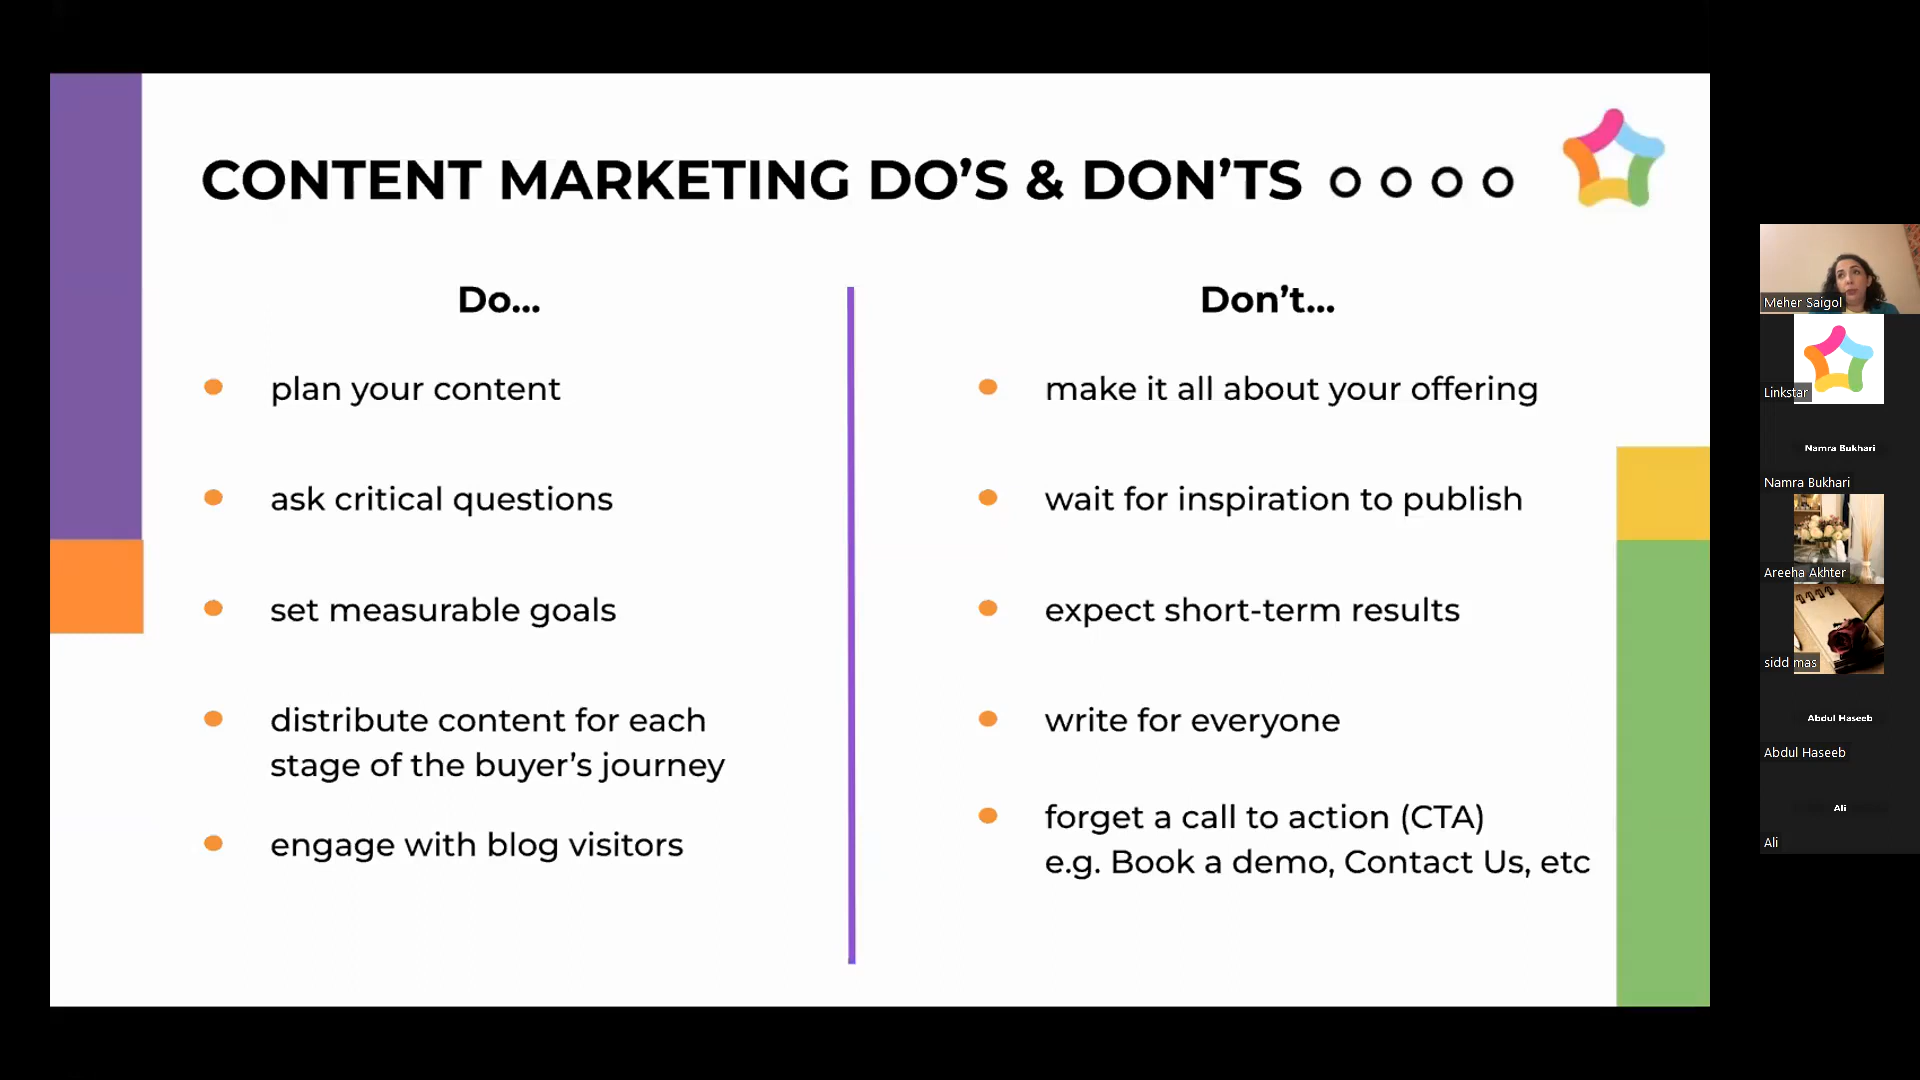 CONTENT MARKETING DO'S & DON'TS
Do...
plan your content
ask critical questions
set measurable goals
distribute content for each
stage of the buyer's journey
engage with blog visitors
Don't...
make it all about your offering
wait for inspiration to publish
expect short-term results
write for everyone
forget a call to action (CTA)
e.g. Book a demo, Contact Us, etc
Meher Saigol
Linkstar
Namra Bukhari
Namra Bukhari
Areeha Akhter
sidd mas
Abdul Haseeb
Abdul Haseeb
Ali
Ali